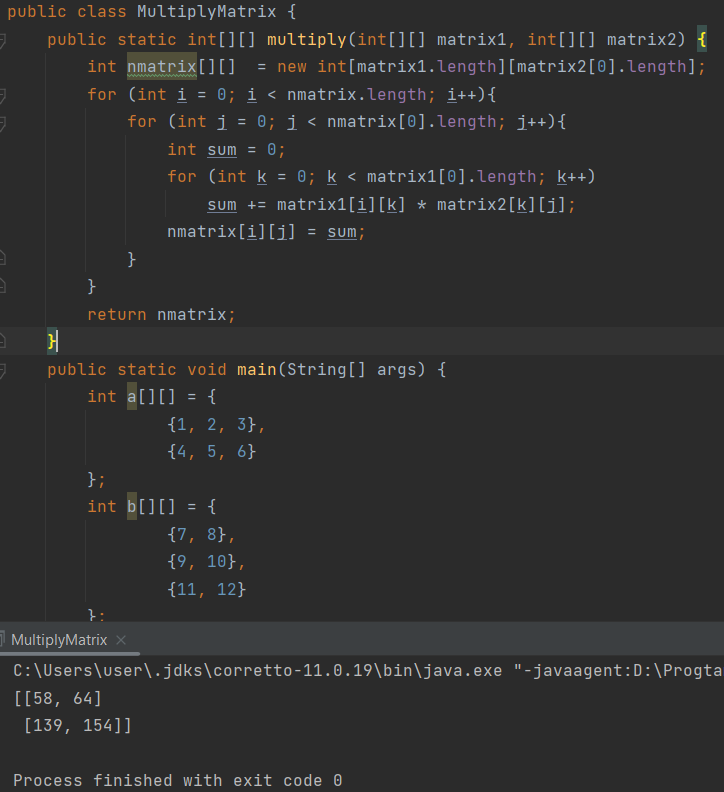 public class MultiplyMatrix {
    public static int[][] multiply(int[][] matrix1, int[][] matrix2) {
        int nmatrix[][]  = new int[matrix1.length][matrix2[0].length];
        for (int i = 0; i < nmatrix.length; i++){
            for (int j = 0; j < nmatrix[0].length; j++){
                int sum = 0;
                for (int k = 0; k < matrix1[0].length; k++)
                    sum += matrix1[i][k] * matrix2[k][j];
                nmatrix[i][j] = sum;
            }
        }
        return nmatrix;
    }
    public static void main(String[] args) {
        int a[][] = {
                {1, 2, 3},
                {4, 5, 6}
        };
        int b[][] = {
                {7, 8},
                {9, 10},
                {11, 12}
        };
MultiplyMatrix ×
C:\Users\user\.jdks\corretto-11.0.19\bin\java.exe "-javaagent:D:\Progta
[[58, 64]
 [139, 154]]
Process finished with exit code 0